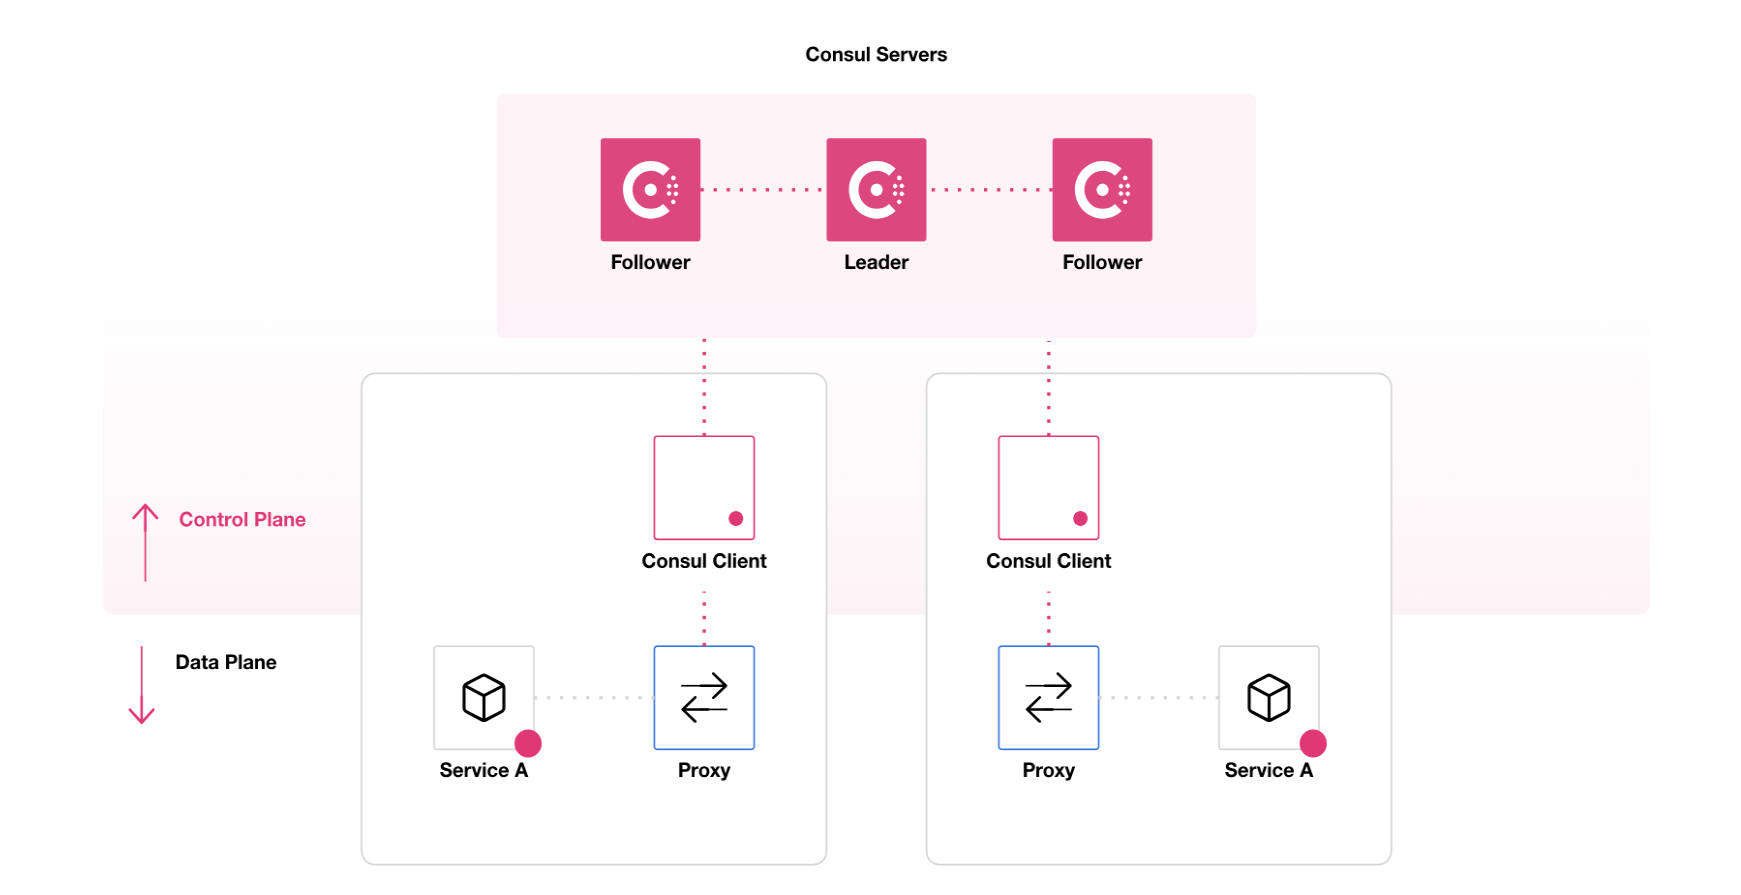 Consul Servers
Follower
Leader
Follower
Control Plane
Consul Client
Consul Client
Data Plane
Service A
Proxy
Proxy
Service A